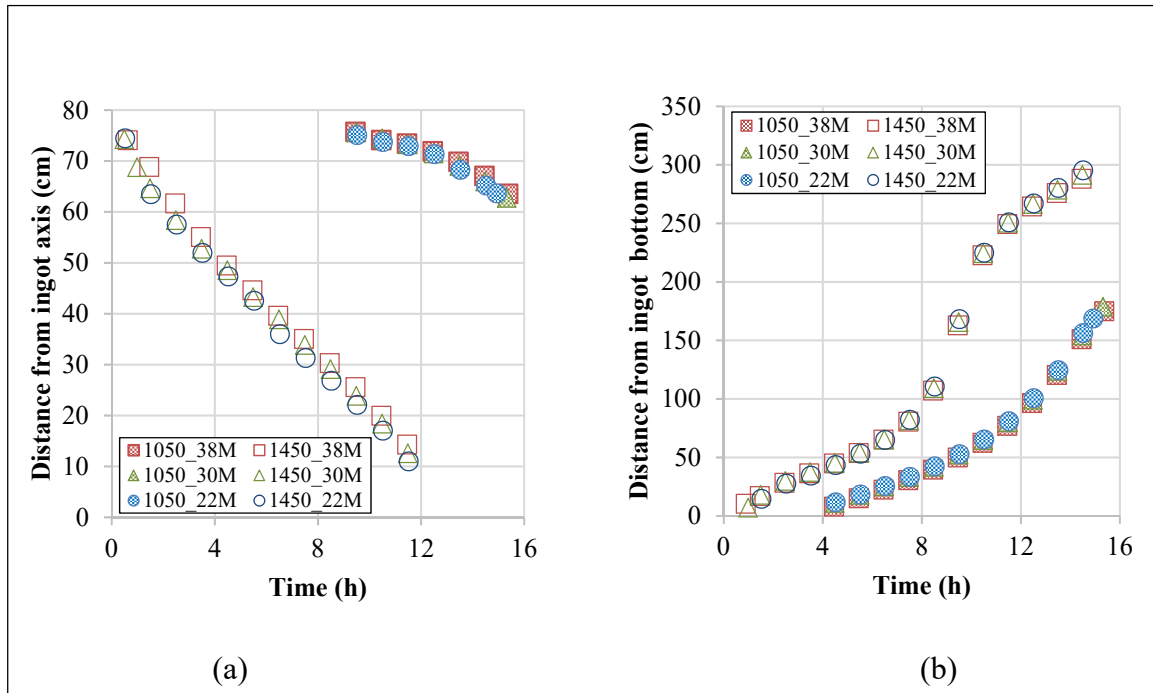 80
70
60
50
40
30
20
10
0
Distance from ingot axis (cm)
1050_38M 1450_38M
1050_30M 1450_30M
1050_22M 1450_22M
0 4 8 12 16
Time (h)
(a)
350
300
250
200
150
100
50
0
Distance from ingot bottom (cm)
1050_38M 1450_38M
1050_30M 1450_30M
1050_22M 1450_22M
0 4 8 12 16
Time (h)
(b)